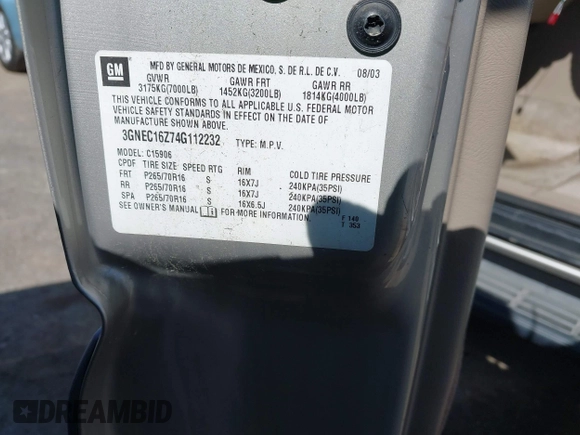 GM
MFD BY GENERAL MOTORS DE MEXICO, S. DE R.L. DE C.V. 08/03
GVWR GAWR FRT GAWR RR
3175KG(7000LB) 1452KG(3200LB) 1814KG(4000LB)
THIS VEHICLE CONFORMS TO ALL APPLICABLE U.S. FEDERAL MOTOR
VEHICLE SAFETY STANDARDS IN EFFECT ON THE DATE OF
MANUFACTURE SHOWN ABOVE.
3GNEC16Z74G112232 TYPE: M.P.V.
MODEL: C15906
CPDF TIRE SIZE SPEED RTG RIM COLD TIRE PRESSURE
FRT P265/70R16 S 16X7J 240KPA(35PSI)
RR P265/70R16 S 16X7J 240KPA(35PSI)
SPA P265/70R16 S 16X6.5J 240KPA(35PSI)
SEE OWNER'S MANUAL i FOR MORE INFORMATION. F 140
T 353
DREAMBID